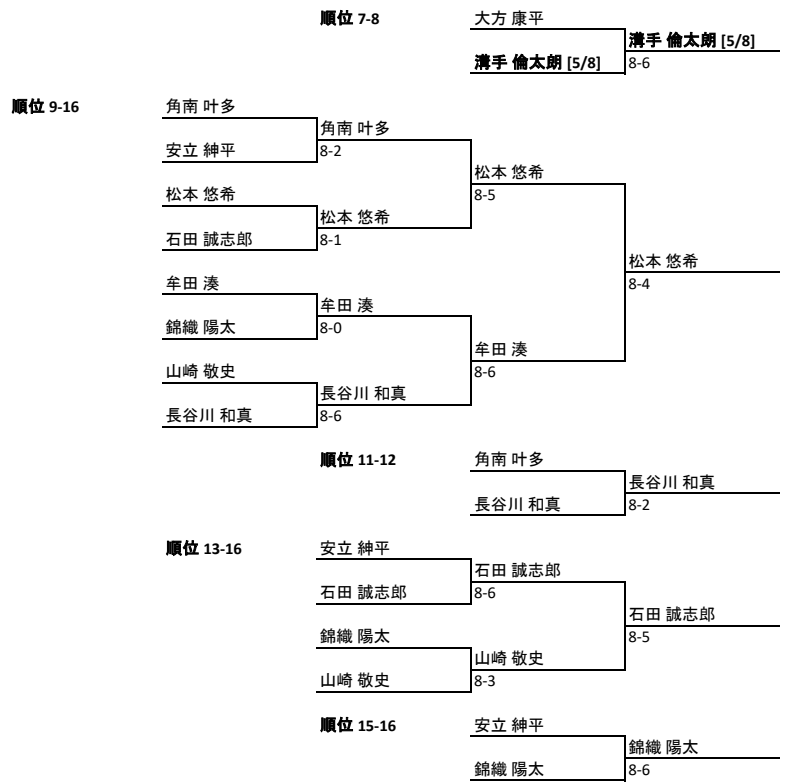 順位 7-8
大方 康平
溝手 倫太朗 [5/8]
溝手 倫太朗 [5/8]
8-6
順位 9-16
角南 叶多
角南 叶多
安立 紳平
8-2
松本 悠希
松本 悠希
8-5
松本 悠希
石田 誠志郎
8-1
松本 悠希
8-4
牟田 湊
牟田 湊
錦織 陽太
8-0
牟田 湊
8-6
山崎 敬史
長谷川 和真
長谷川 和真
8-6
順位 11-12
角南 叶多
長谷川 和真
長谷川 和真
8-2
順位 13-16
安立 紳平
石田 誠志郎
石田 誠志郎
8-6
石田 誠志郎
8-5
錦織 陽太
山崎 敬史
山崎 敬史
8-3
順位 15-16
安立 紳平
錦織 陽太
錦織 陽太
8-6